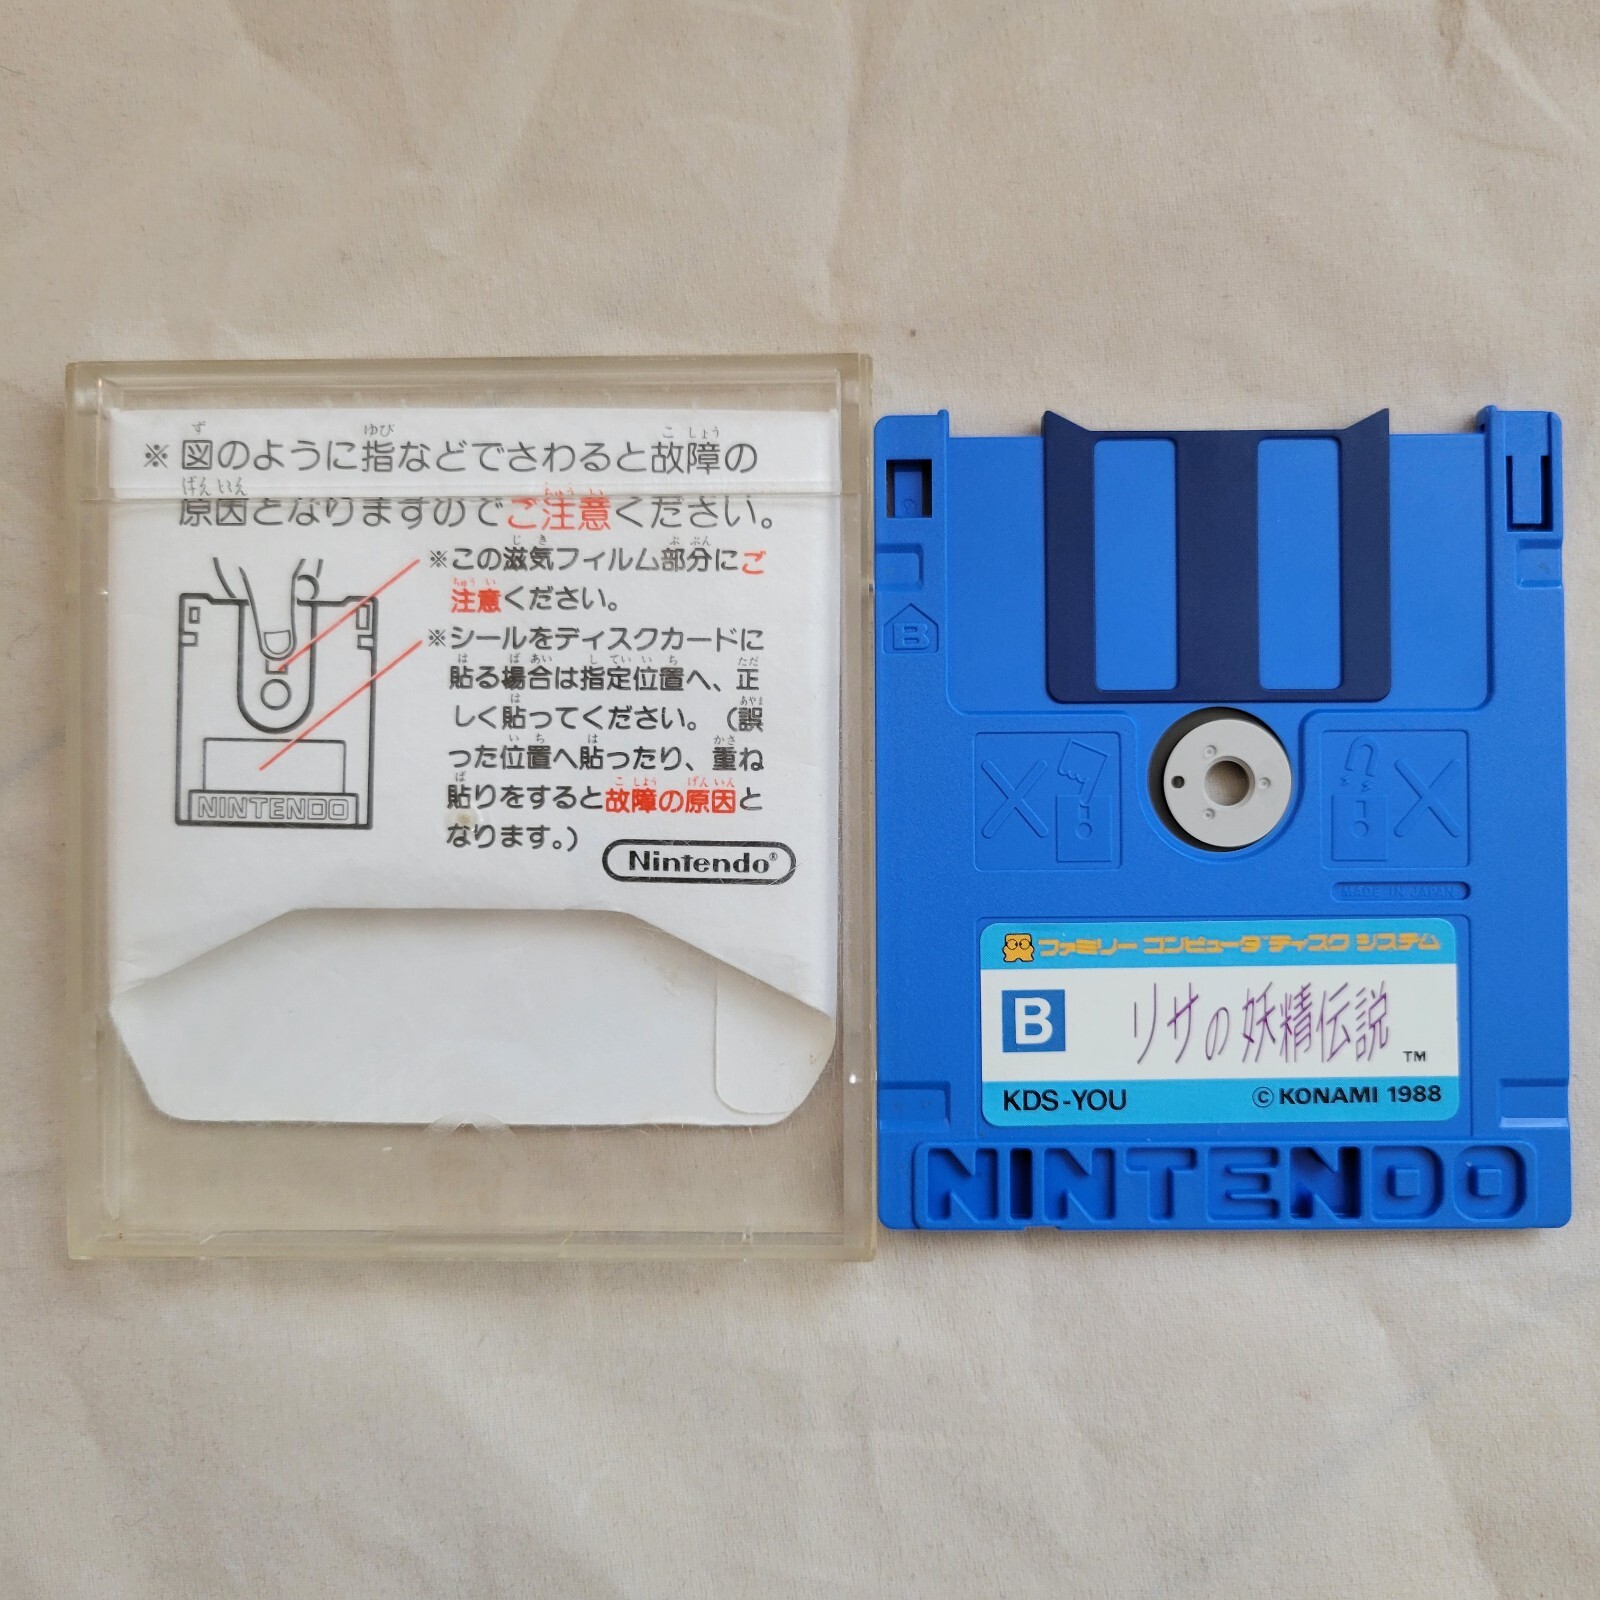 ※図のように指などでさわると故障の
原因となりますのでご注意ください。
※この滋気フィルム部分にご
注意ください。
※シールをディスクカードに
貼る場合は指定位置へ、正
しく貼ってください。(誤
った位置へ貼ったり、重ね
貼りをすると故障の原因と
なります。)
NINTENDO
Nintendo®
B
MADE IN JAPAN
ファミリー コンピュータ ディスク システム
B
リサの妖精伝説 ™
KDS-YOU
© KONAMI 1988
NINTENDO